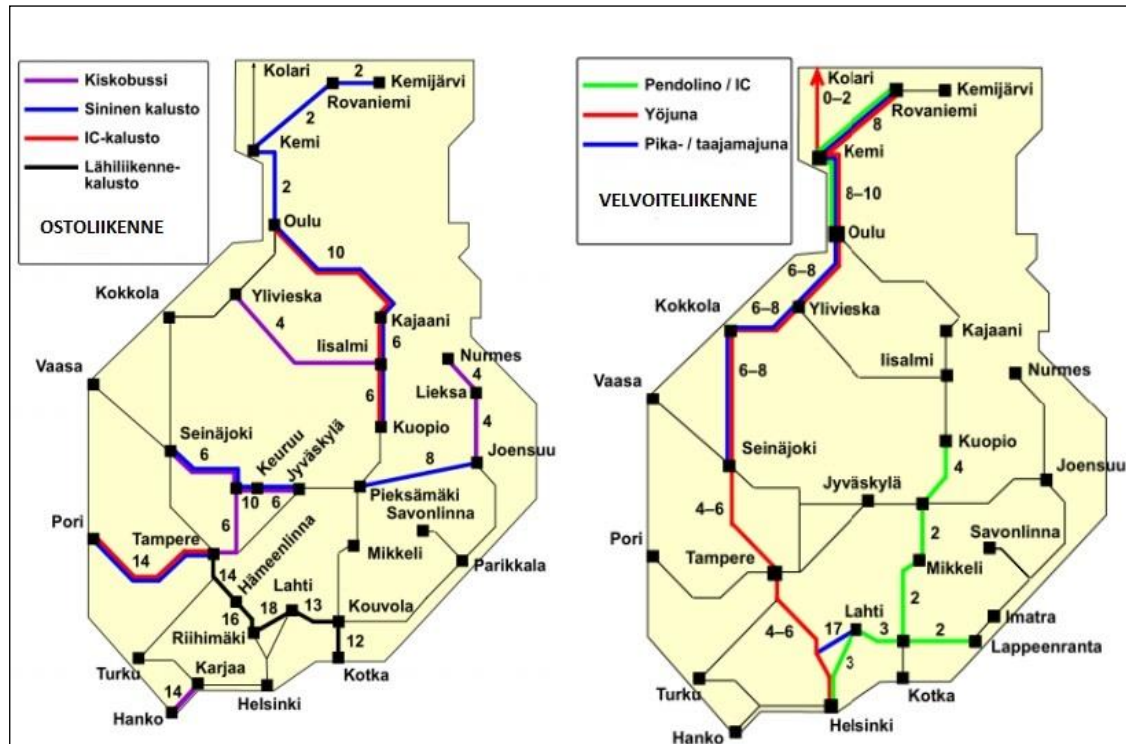 Kiskobussi
Sininen kalusto
IC-kalusto
Lähiliikenne-
kalusto
OSTOLIIKENNE
Kolari
2
Kemijärvi
Rovaniemi
2
Kemi
2
Oulu
10
Kokkola
Ylivieska
4
Kajaani
6
Iisalmi
Nurmes
4
Vaasa
Lieksa
6
4
Kuopio
Seinäjoki
6
Keuruu
Jyväskylä
8
Joensuu
10
6
Pieksämäki
6
Savonlinna
Pori
Tampere
Hämeenlinna
14
Mikkeli
Parikkala
14
Lahti
13
Kouvola
16
18
Riihimäki
12
Turku
Karjaa
Kotka
14
Helsinki
Hanko
Pendolino / IC
Yöjuna
Pika- / taajamajuna
VELVOITELIIKENNE
Kolari
0–2
Kemijärvi
Rovaniemi
8
Kemi
8–10
Oulu
6–8
Kokkola
6–8
Ylivieska
Kajaani
Iisalmi
6–8
Nurmes
Vaasa
Kuopio
Seinäjoki
4
Joensuu
Jyväskylä
4–6
2
Savonlinna
Pori
Tampere
Mikkeli
2
Lahti
Imatra
4–6
17
3
2
Lappeenranta
3
Turku
Kotka
Helsinki
Hanko